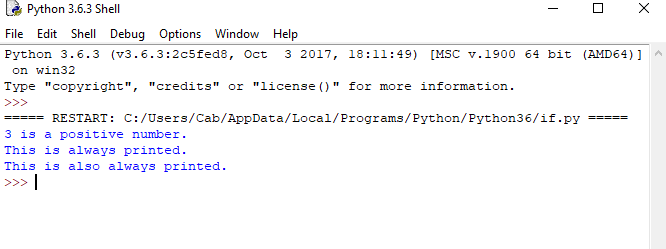 Python 3.6.3 Shell
File Edit Shell Debug Options Window Help
Python 3.6.3 (v3.6.3:2c5fed8, Oct  3 2017, 18:11:49) [MSC v.1900 64 bit (AMD64)]
 on win32
Type "copyright", "credits" or "license()" for more information.
>>>
===== RESTART: C:/Users/Cab/AppData/Local/Programs/Python/Python36/if.py =====
3 is a positive number.
This is always printed.
This is also always printed.
>>>